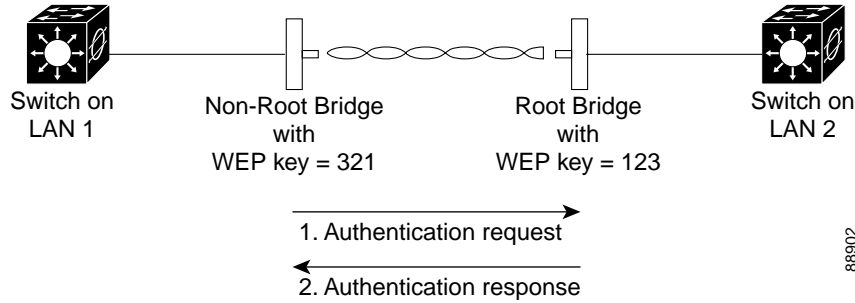 Switch on
LAN 1
Non-Root Bridge
with
WEP key = 321
Root Bridge
with
WEP key = 123
Switch on
LAN 2
1. Authentication request
2. Authentication response
88902